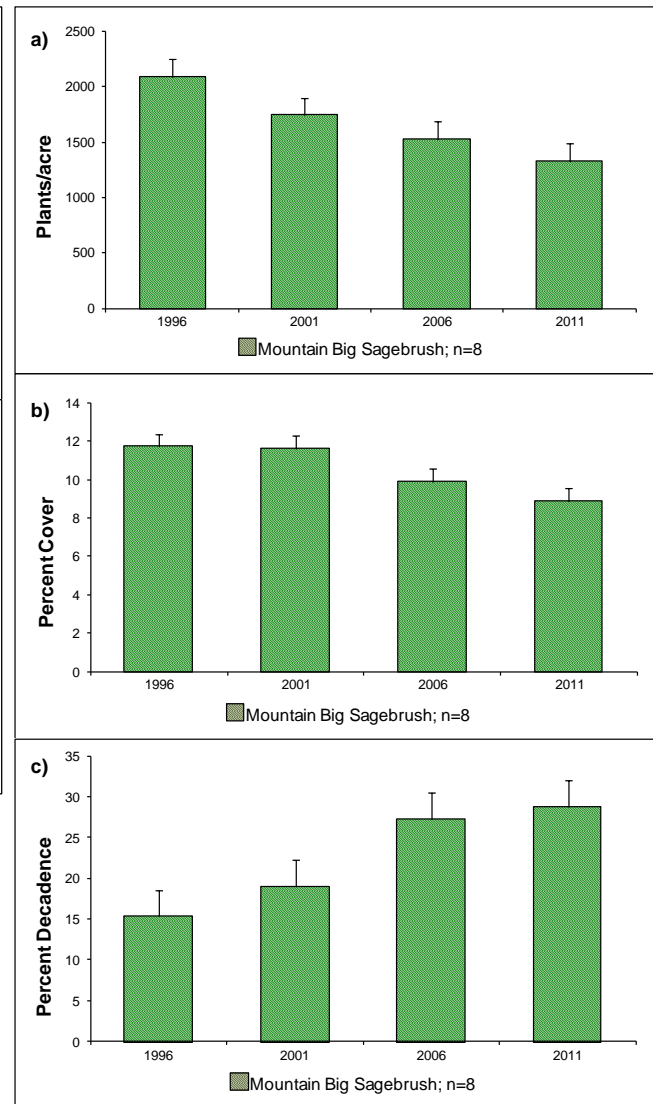 a)
Plants/acre
2500
2000
1500
1000
500
0
1996 2001 2006 2011
Mountain Big Sagebrush; n=8
b)
Percent Cover
14
12
10
8
6
4
2
0
1996 2001 2006 2011
Mountain Big Sagebrush; n=8
c)
Percent Decadence
35
30
25
20
15
10
5
0
1996 2001 2006 2011
Mountain Big Sagebrush; n=8